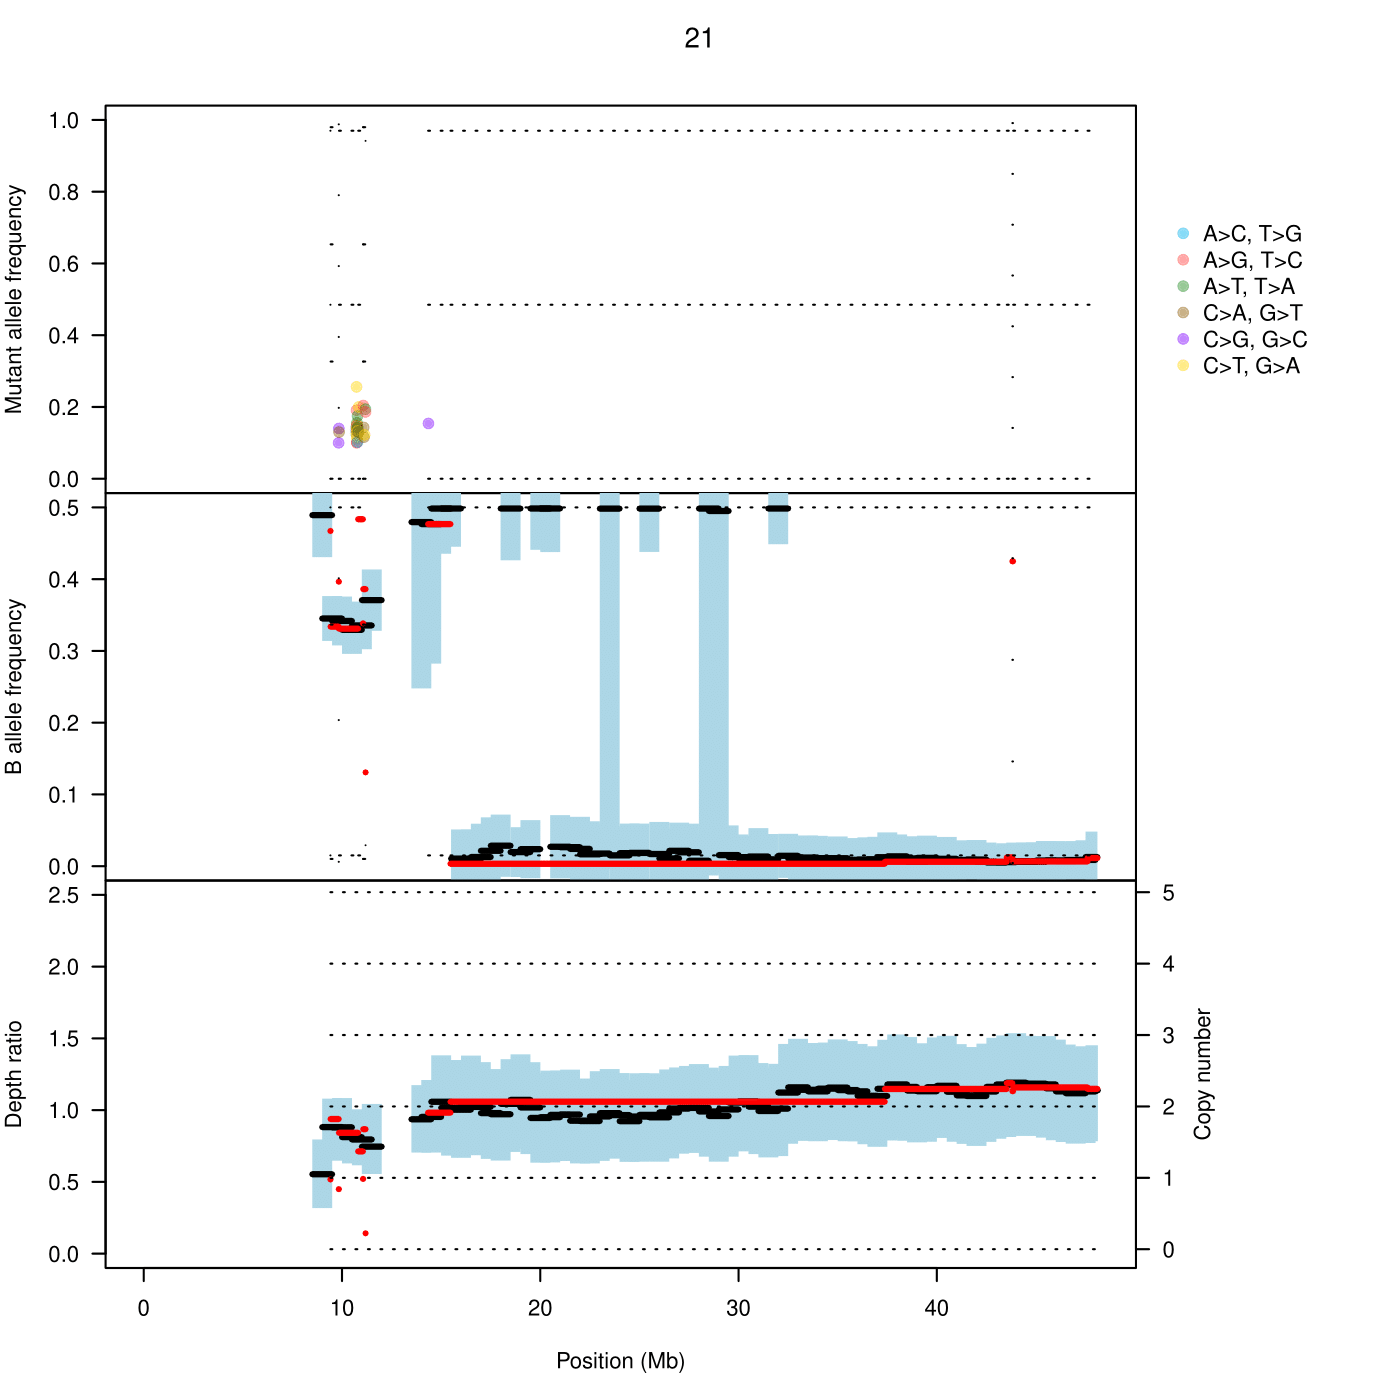 21
Mutant allele frequency
1.0
0.8
0.6
0.4
0.2
0.0
A>C, T>G
A>G, T>C
A>T, T>A
C>A, G>T
C>G, G>C
C>T, G>A
B allele frequency
0.5
0.4
0.3
0.2
0.1
0.0
Depth ratio
2.5
2.0
1.5
1.0
0.5
0.0
5
4
3
2
1
0
Copy number
0 10 20 30 40
Position (Mb)